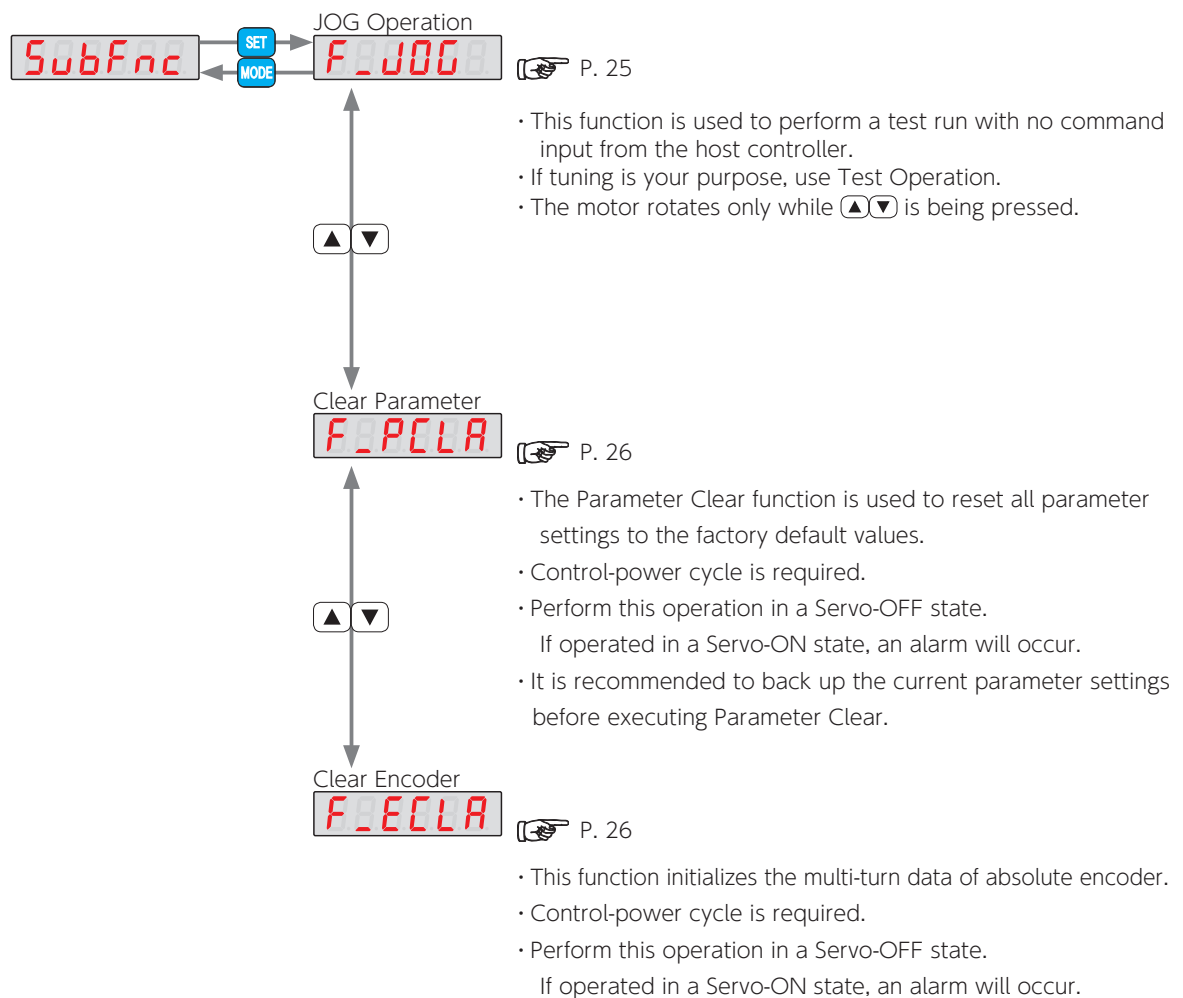 JOG Operation
SubFnc SET F_JOG
MODE
P. 25
・This function is used to perform a test run with no command
input from the host controller.
・If tuning is your purpose, use Test Operation.
・The motor rotates only while ▲▼ is being pressed.
▲ ▼
Clear Parameter
F_PCLA
P. 26
・The Parameter Clear function is used to reset all parameter
settings to the factory default values.
・Control-power cycle is required.
・Perform this operation in a Servo-OFF state.
▲ ▼
If operated in a Servo-ON state, an alarm will occur.
・It is recommended to back up the current parameter settings
before executing Parameter Clear.
Clear Encoder
F_ECLA
P. 26
・This function initializes the multi-turn data of absolute encoder.
・Control-power cycle is required.
・Perform this operation in a Servo-OFF state.
If operated in a Servo-ON state, an alarm will occur.